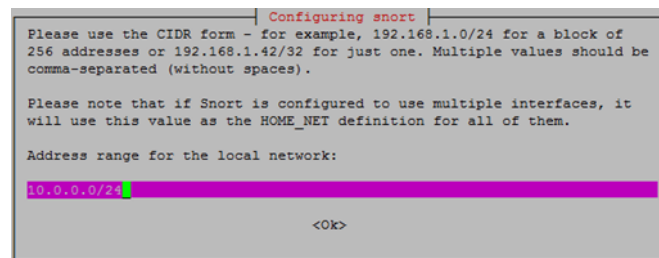 Configuring snort
Please use the CIDR form - for example, 192.168.1.0/24 for a block of
256 addresses or 192.168.1.42/32 for just one. Multiple values should be
comma-separated (without spaces).
Please note that if Snort is configured to use multiple interfaces, it
will use this value as the HOME_NET definition for all of them.
Address range for the local network:
10.0.0.0/24
<Ok>